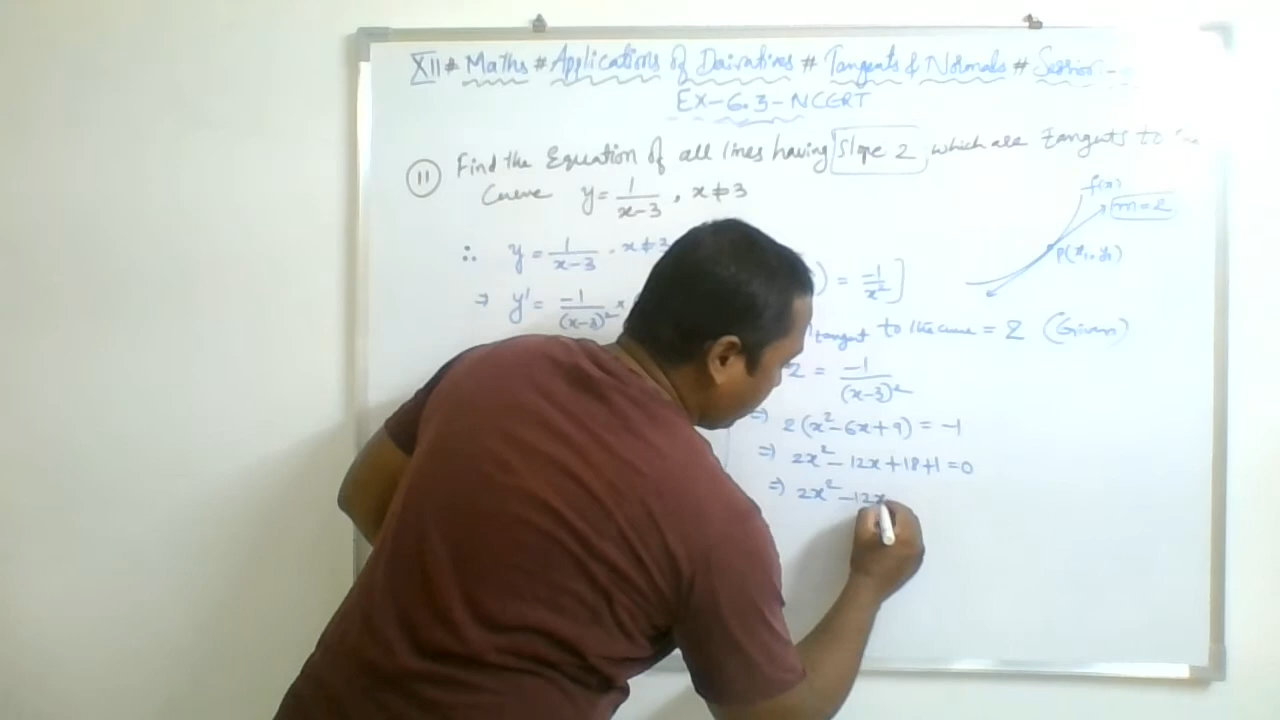 XII # Maths # Applications of Derivatives # Tangents & Normals # Session -
Ex-6.3-NCERT
11 Find the Equation of all lines having Slope 2, which are tangents to
Curve y = 1/(x-3), x ≠ 3
f(x)
m = 2
P(x₁, y₁)
∴ y = 1/(x-3) . x ≠ 3
) = -1/x² ]
⇒ y' = -1/(x-3)² ×
tangent to the curve = 2 (Given)
2 = -1/(x-3)²
⇒ 2(x² - 6x + 9) = -1
⇒ 2x² - 12x + 18 + 1 = 0
⇒ 2x² - 12x